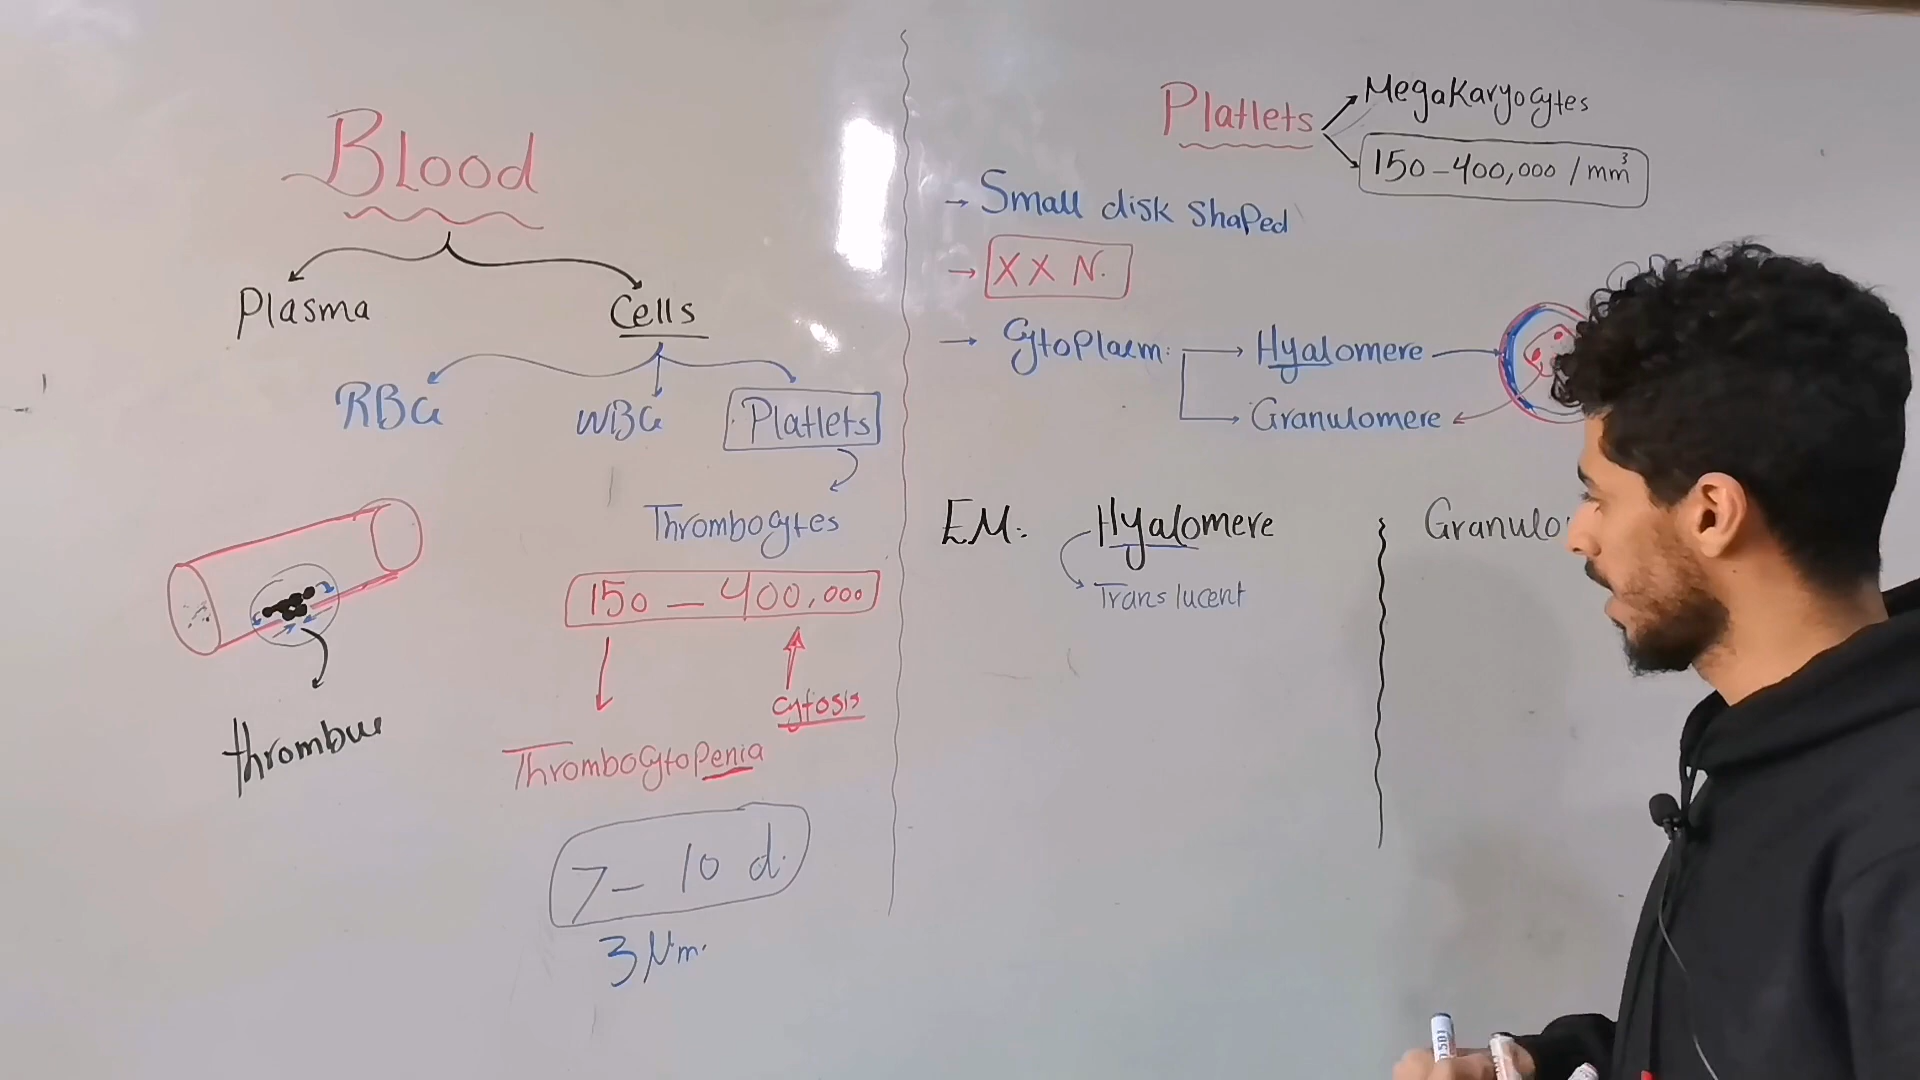 Blood
Plasma
Cells
RBCs
WBCs
Platlets
Thrombocytes
150 - 400,000
cytosis
Thrombocytopenia
thrombus
7 - 10 d.
3 Mm.
Platlets
Megakaryocytes
150 - 400,000 / mm³
→ Small disk shaped
→ X X N.
→ Cytoplasm:
Hyalomere
Granulomere
EM:
Hyalomere
Translucent
Granulo